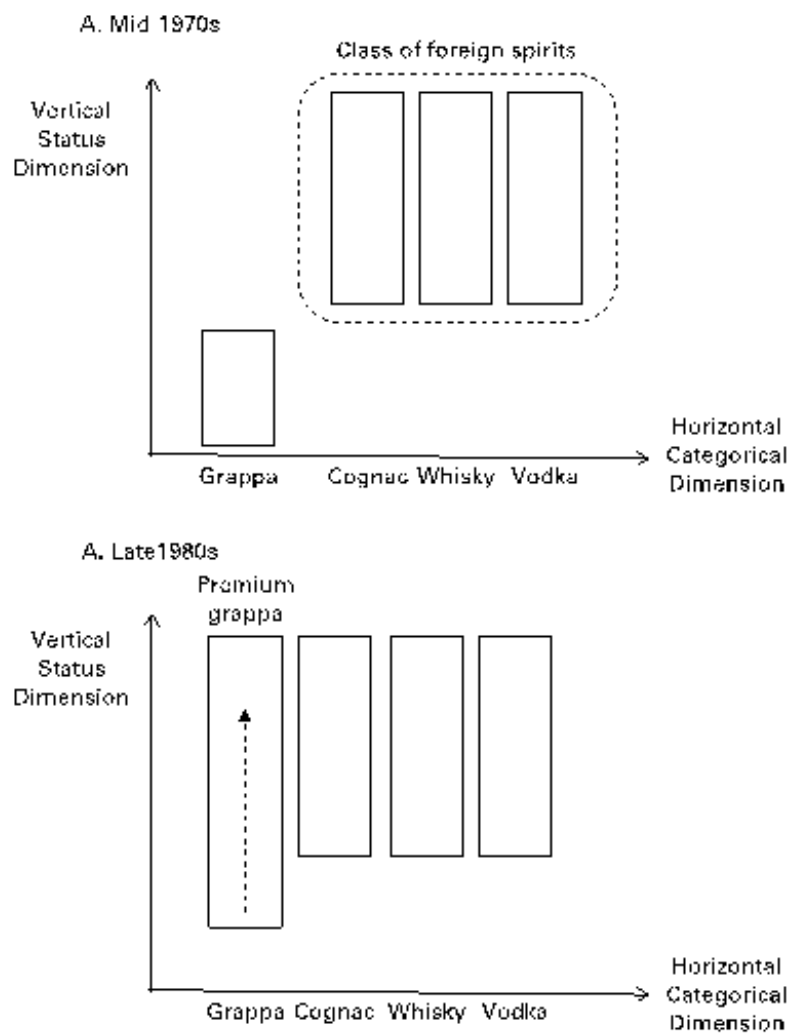 A. Mid 1970s
Class of foreign spirits
Vertical
Status
Dimension
Horizontal
Categorical
Dimension
Grappa Cognac Whisky Vodka
A. Late1980s
Premium
grappa
Vertical
Status
Dimension
Horizontal
Categorical
Dimension
Grappa Cognac Whisky Vodka